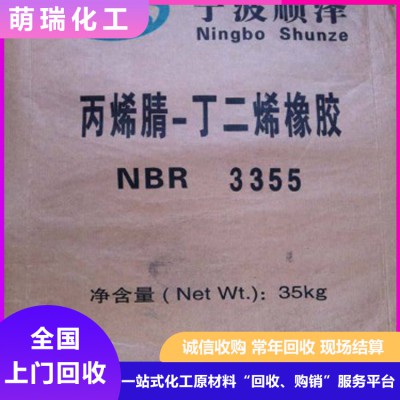 萌瑞化工
宁波顺泽
Ningbo Shunze
丙烯腈-丁二烯橡胶
NBR 3355
净含量(Net Wt.): 35kg
全国
上门回收
诚信收购 常年回收 现场结算
一站式化工原材料“回收、购销”服务平台